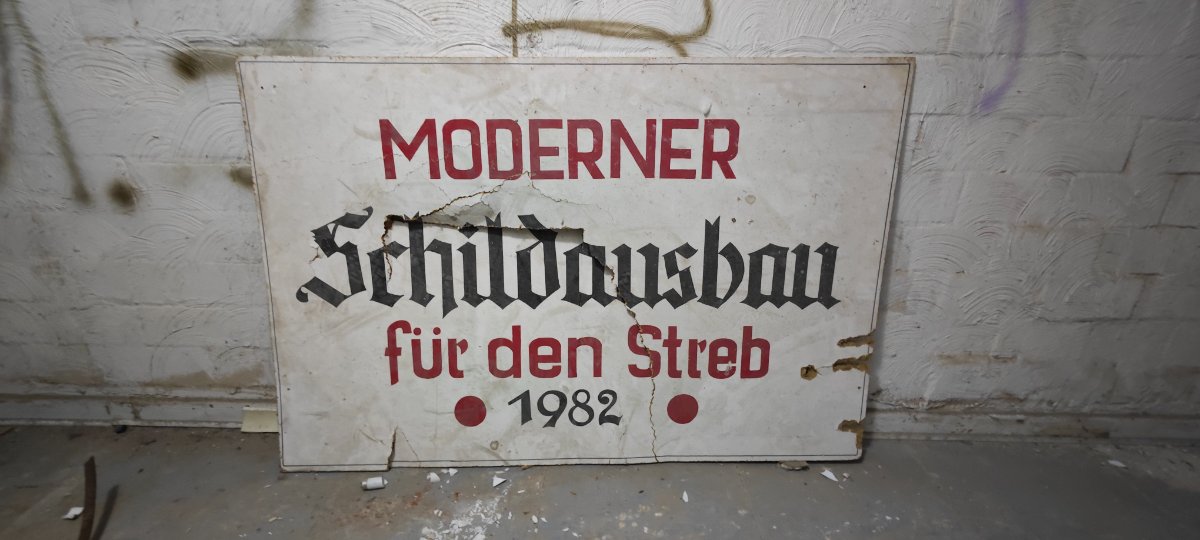 MODERNER
Schildausbau
für den Streb
1982